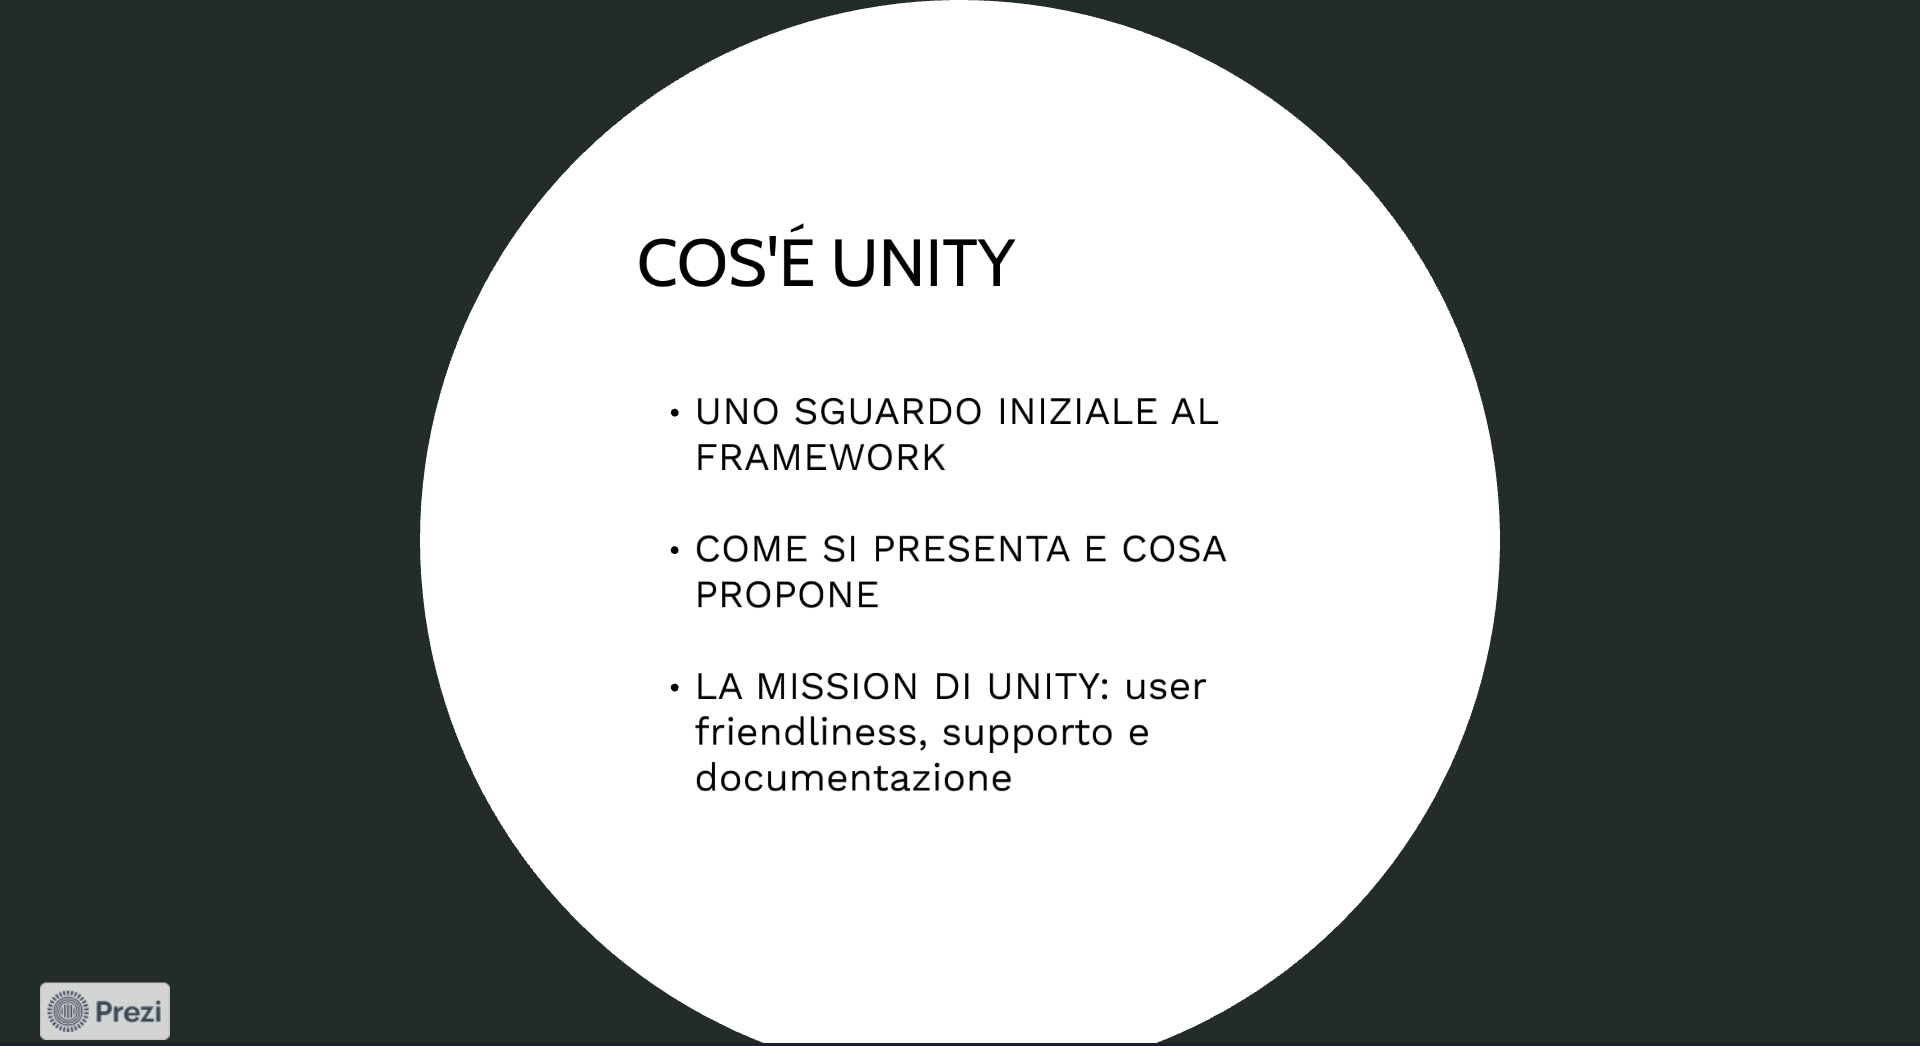 COS'É UNITY
• UNO SGUARDO INIZIALE AL
FRAMEWORK
• COME SI PRESENTA E COSA
PROPONE
• LA MISSION DI UNITY: user
friendliness, supporto e
documentazione
Prezi